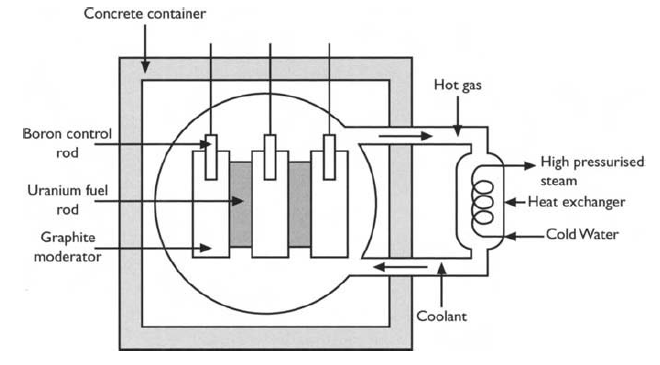 Concrete container
Hot gas
Boron control
rod
High pressurised
steam
Uranium fuel
rod
Heat exchanger
Graphite
moderator
Cold Water
Coolant